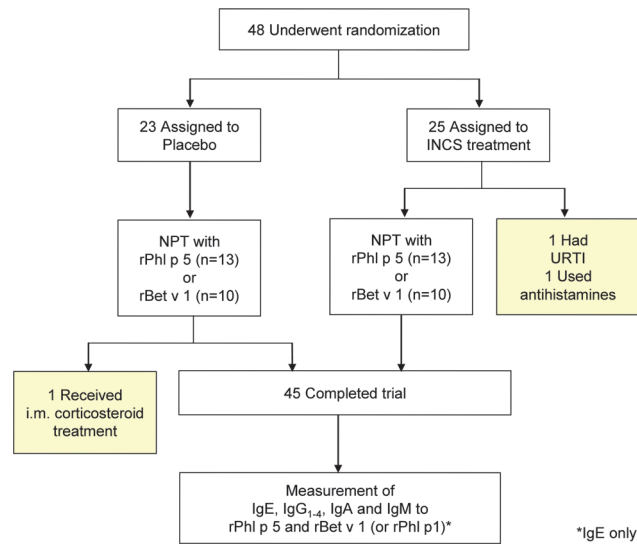 48 Underwent randomization
23 Assigned to
Placebo
25 Assigned to
INCS treatment
NPT with
rPhl p 5 (n=13)
or
rBet v 1 (n=10)
NPT with
rPhl p 5 (n=13)
or
rBet v 1 (n=10)
1 Had
URTI
1 Used
antihistamines
1 Received
i.m. corticosteroid
treatment
45 Completed trial
Measurement of
IgE, IgG1-4, IgA and IgM to
rPhl p 5 and rBet v 1 (or rPhl p1)*
*IgE only